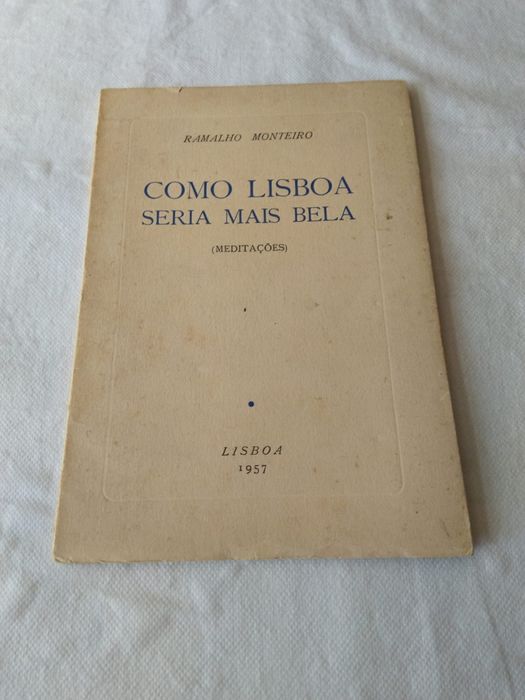 RAMALHO MONTEIRO
COMO LISBOA
SERIA MAIS BELA
(MEDITAÇÕES)
LISBOA
1957